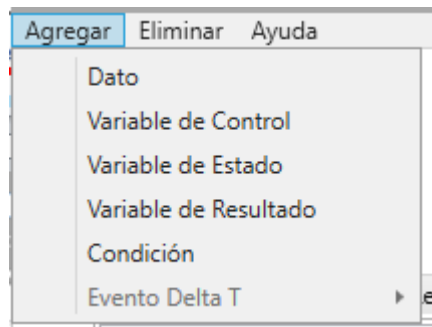 Agregar Eliminar Ayuda
Dato
Variable de Control
Variable de Estado
Variable de Resultado
Condición
Evento Delta T